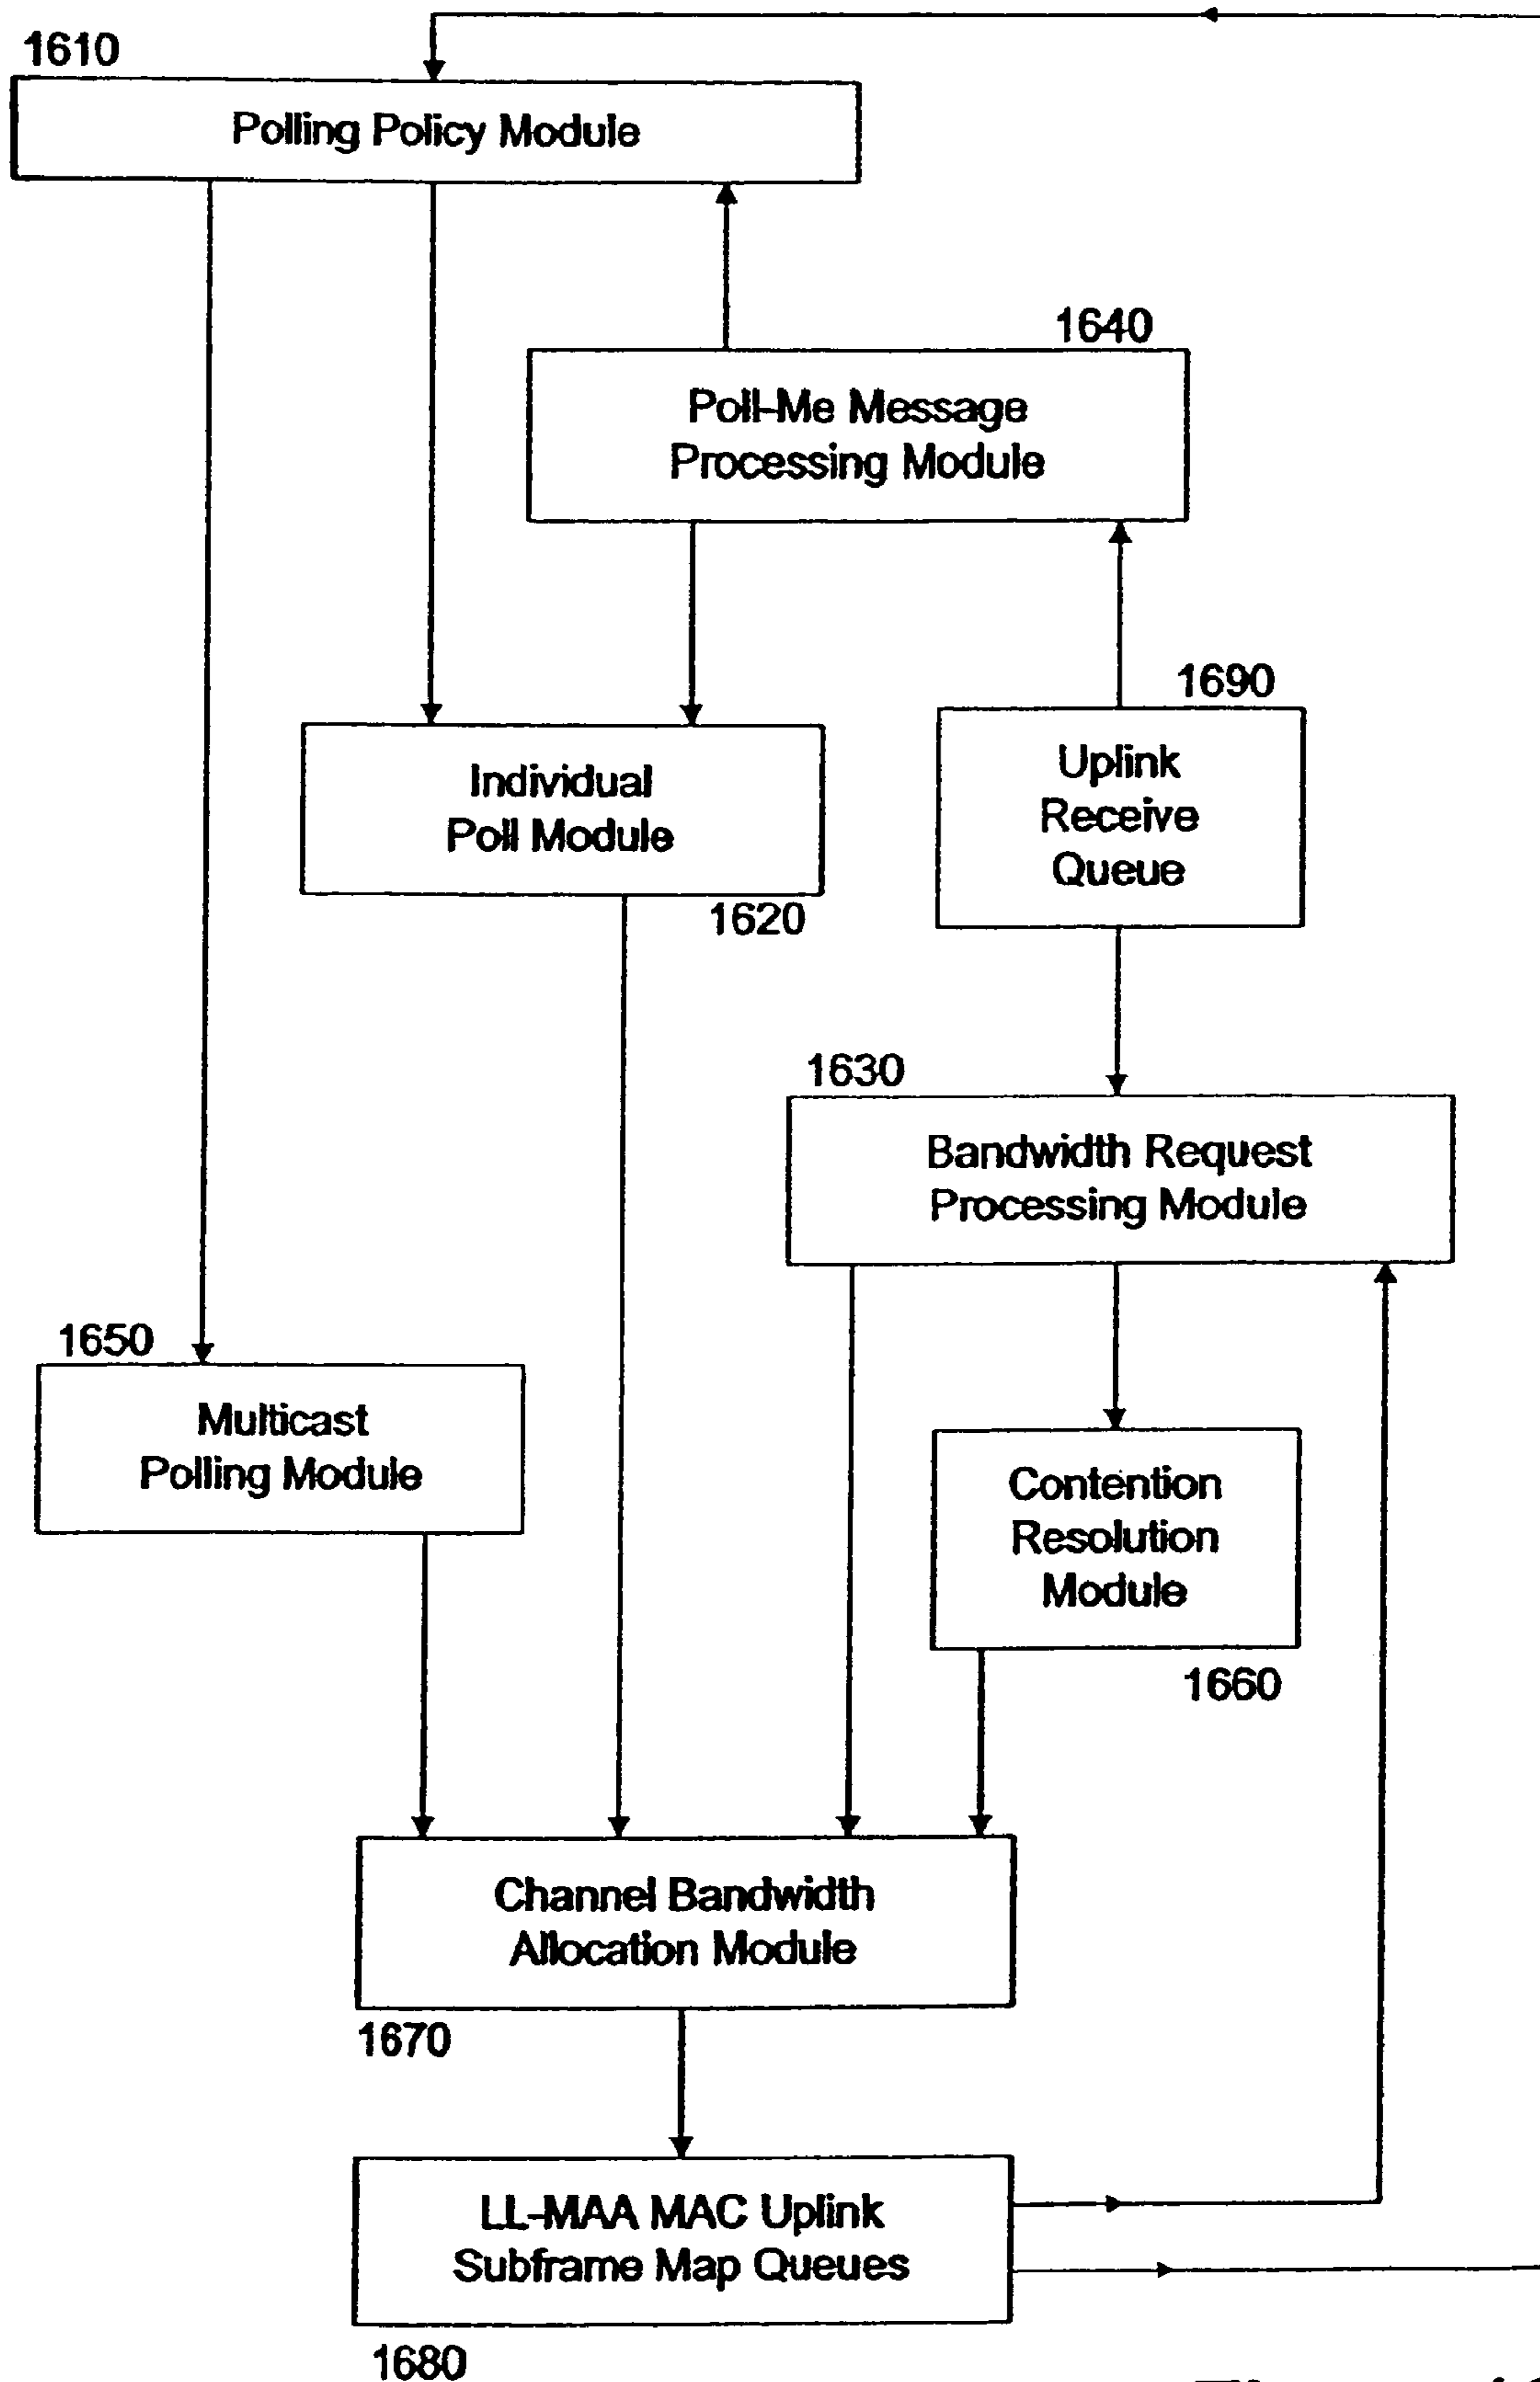 1610
Polling Policy Module
1640
Poll-Me Message
Processing Module
1690
Individual
Poll Module
1620
Uplink
Receive
Queue
1630
Bandwidth Request
Processing Module
1650
Multicast
Polling Module
Contention
Resolution
Module
1660
Channel Bandwidth
Allocation Module
1670
LL-MAA MAC Uplink
Subframe Map Queues
1680